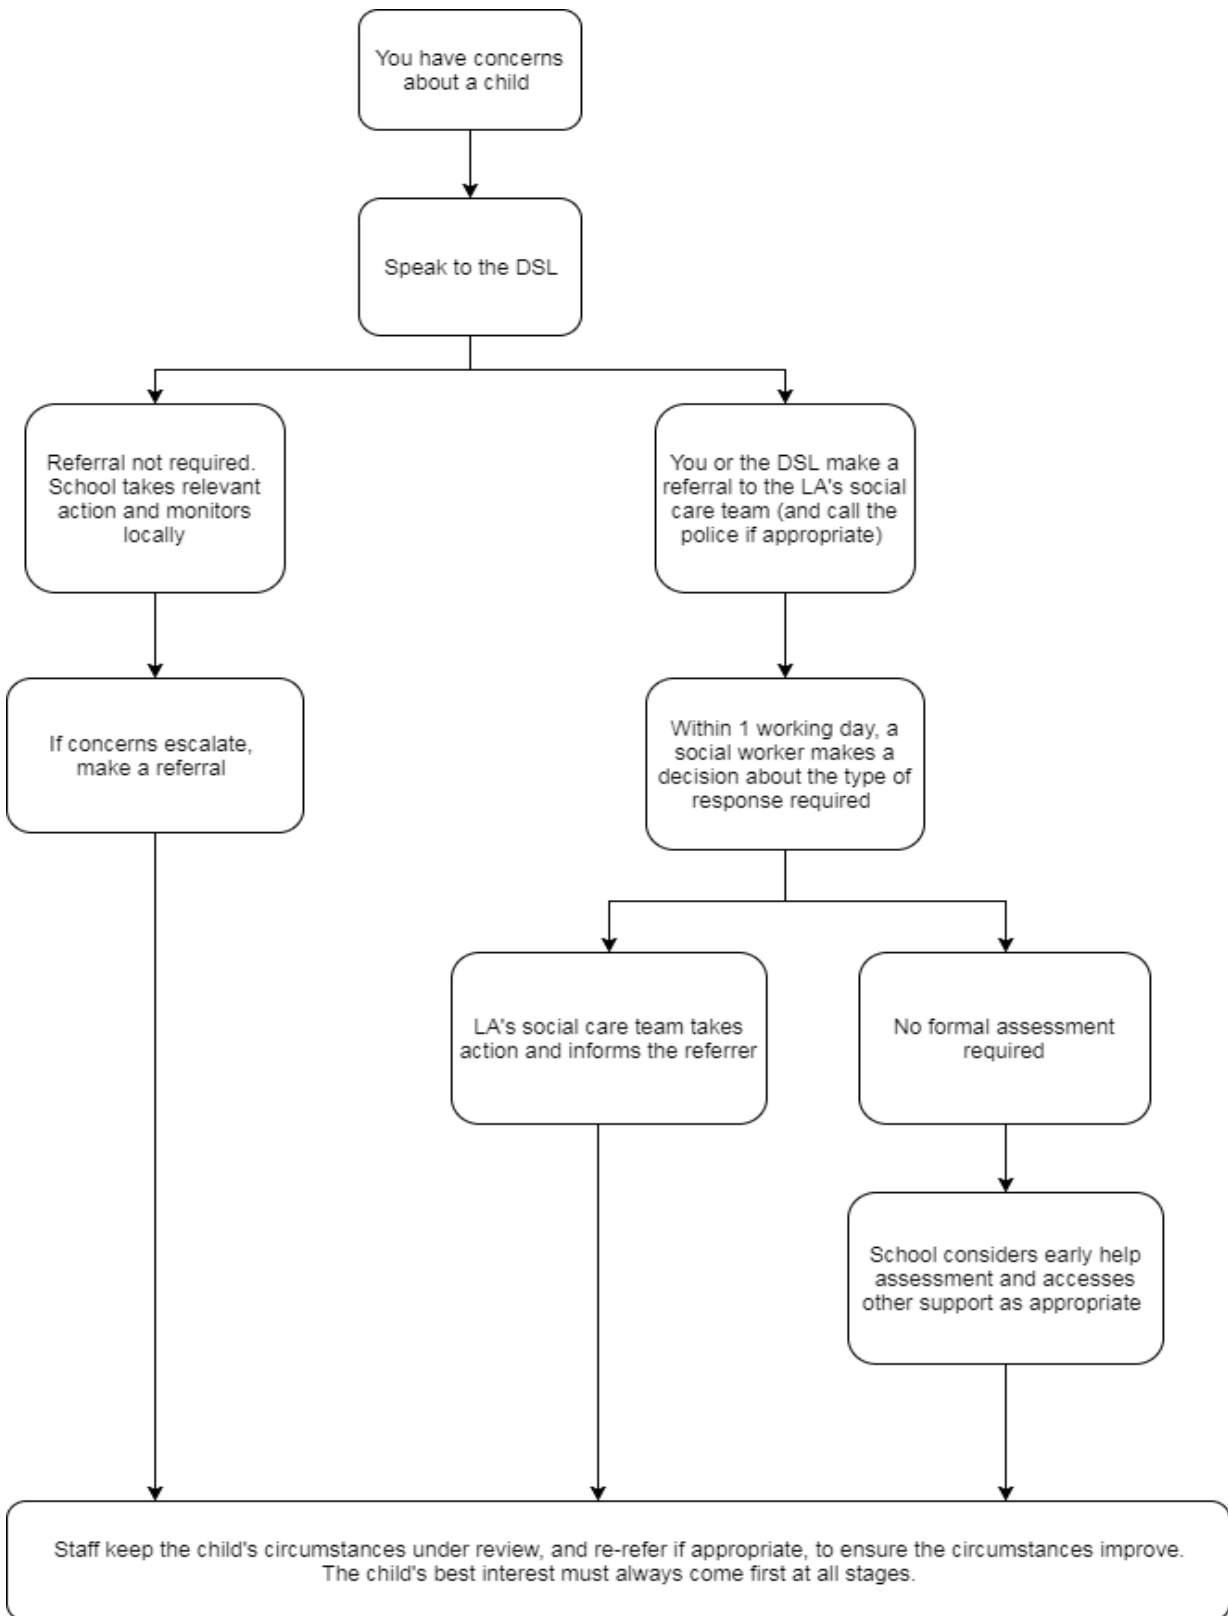 You have concerns
about a child
Speak to the DSL
Referral not required.
School takes relevant
action and monitors
locally
You or the DSL make a
referral to the LA's social
care team (and call the
police if appropriate)
If concerns escalate,
make a referral
Within 1 working day, a
social worker makes a
decision about the type of
response required
LA's social care team takes
action and informs the referrer
No formal assessment
required
School considers early help
assessment and accesses
other support as appropriate
Staff keep the child's circumstances under review, and re-refer if appropriate, to ensure the circumstances improve.
The child's best interest must always come first at all stages.